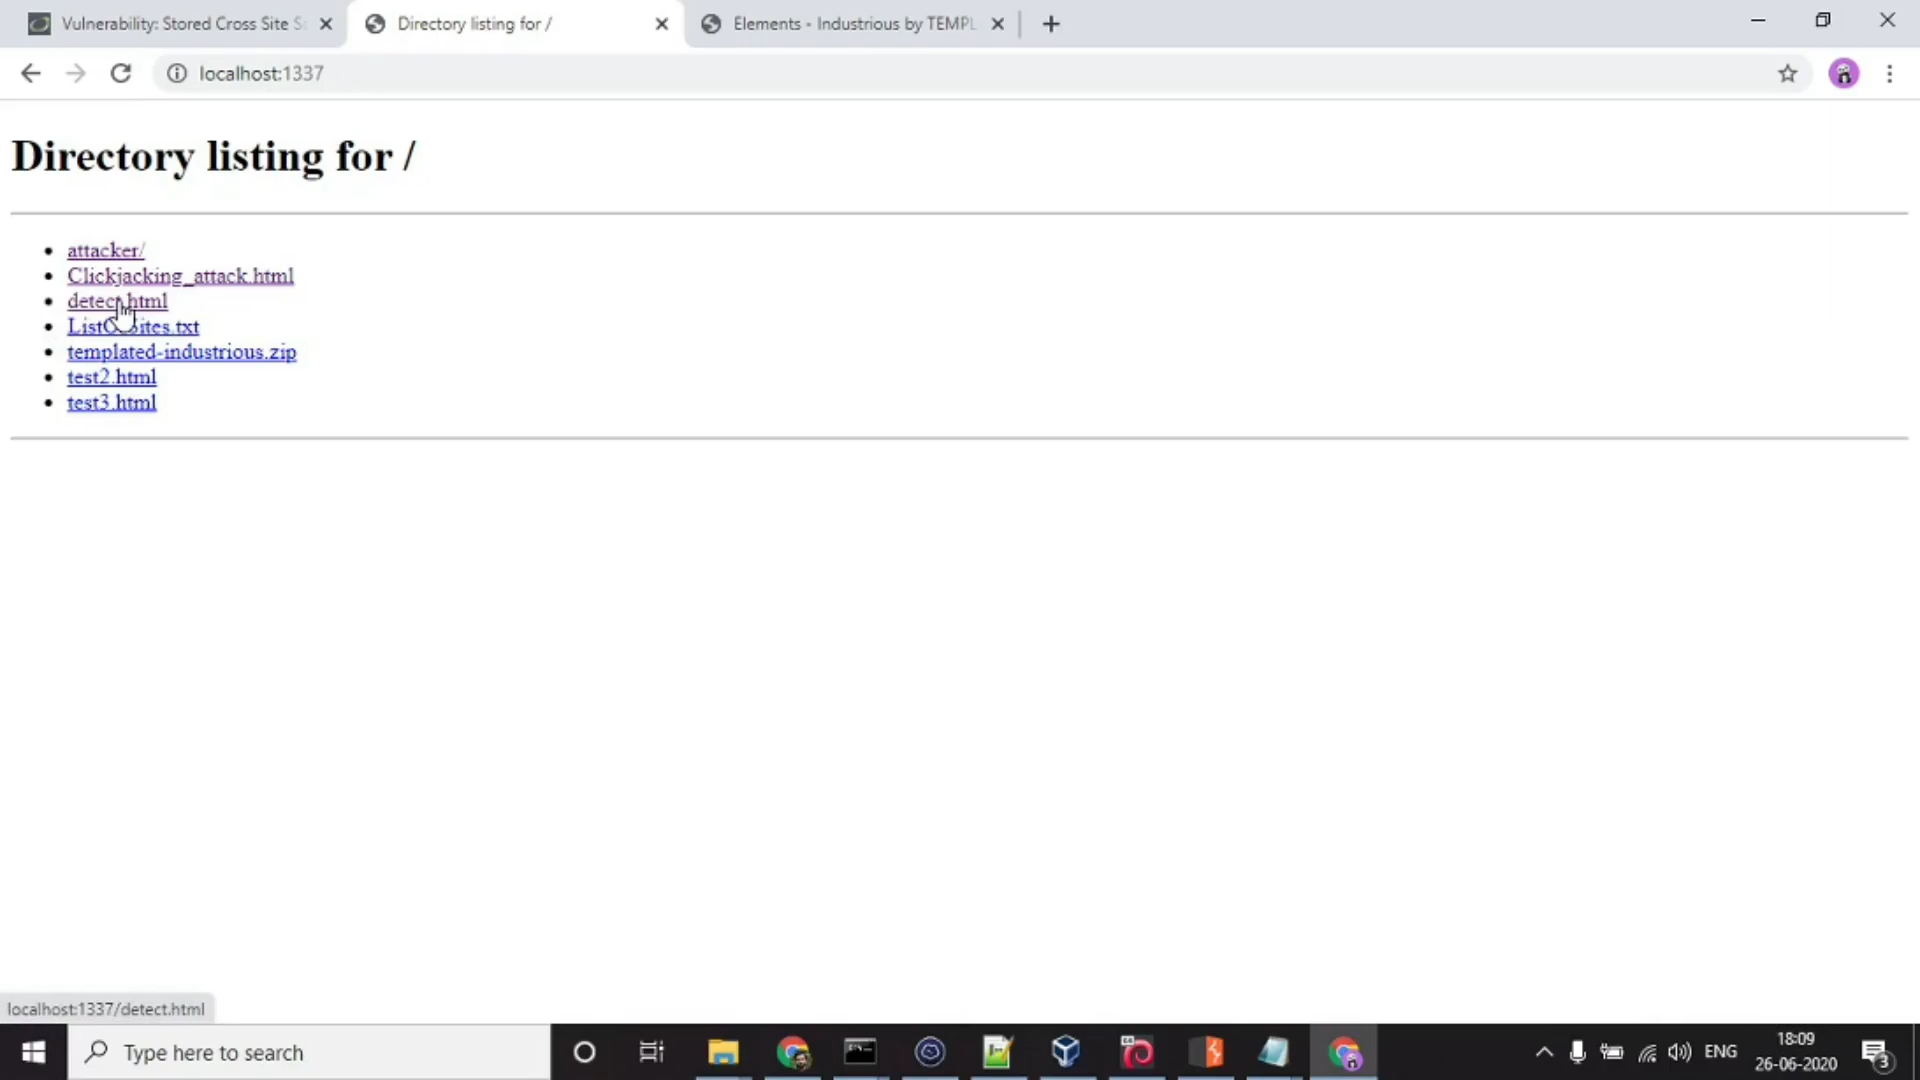 Vulnerability: Stored Cross Site S
Directory listing for /
Elements - Industrious by TEMPL
localhost:1337
Directory listing for /
attacker/
Clickjacking_attack.html
detect.html
templated-industrious.zip
test2.html
test3.html
localhost:1337/detect.html
Type here to search
ENG
18:09
26-06-2020
3